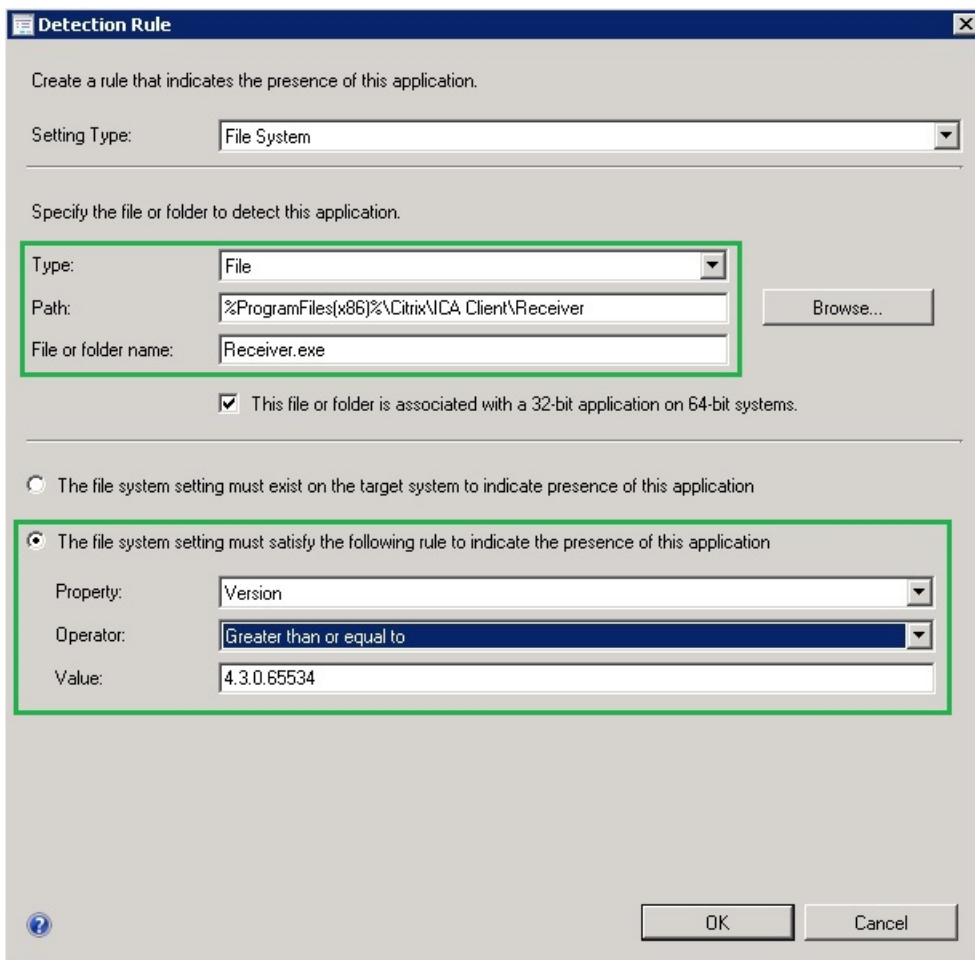 Detection Rule
Create a rule that indicates the presence of this application.
Setting Type: File System
Specify the file or folder to detect this application.
Type: File
Path: %ProgramFiles(x86)%\Citrix\ICA Client\Receiver Browse...
File or folder name: Receiver.exe
This file or folder is associated with a 32-bit application on 64-bit systems.
The file system setting must exist on the target system to indicate presence of this application
The file system setting must satisfy the following rule to indicate the presence of this application
Property: Version
Operator: Greater than or equal to
Value: 4.3.0.65534
? OK Cancel